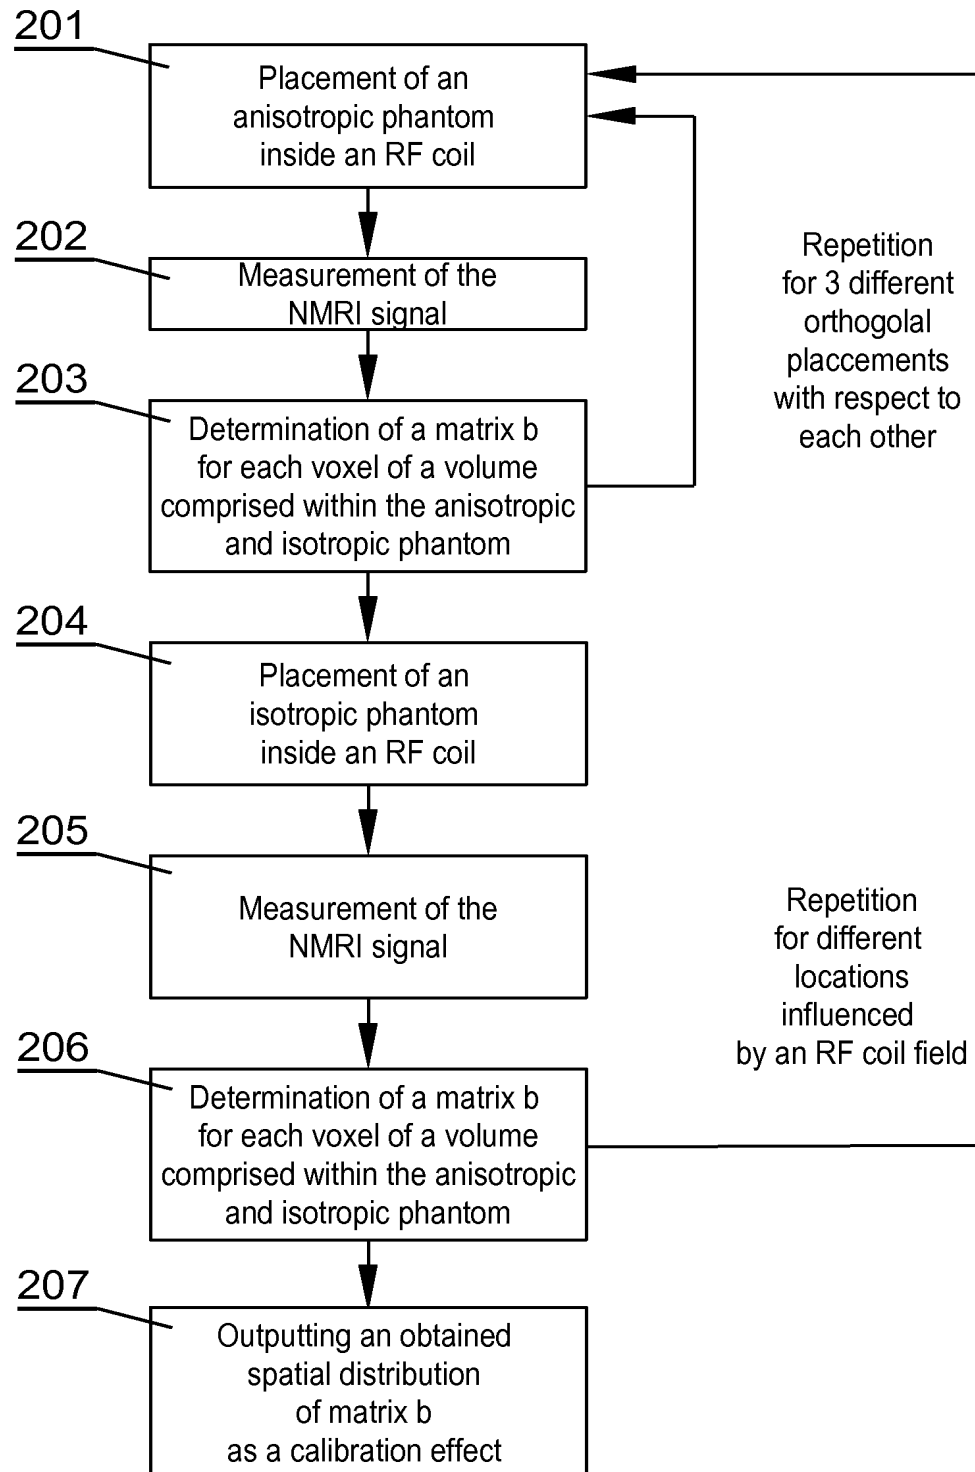 201
Placement of an
anisotropic phantom
inside an RF coil
202
Measurement of the
NMRI signal
203
Determination of a matrix b
for each voxel of a volume
comprised within the anisotropic
and isotropic phantom
Repetition
for 3 different
orthogolal
placcements
with respect to
each other
204
Placement of an
isotropic phantom
inside an RF coil
205
Measurement of the
NMRI signal
206
Determination of a matrix b
for each voxel of a volume
comprised within the anisotropic
and isotropic phantom
Repetition
for different
locations
influenced
by an RF coil field
207
Outputting an obtained
spatial distribution
of matrix b
as a calibration effect